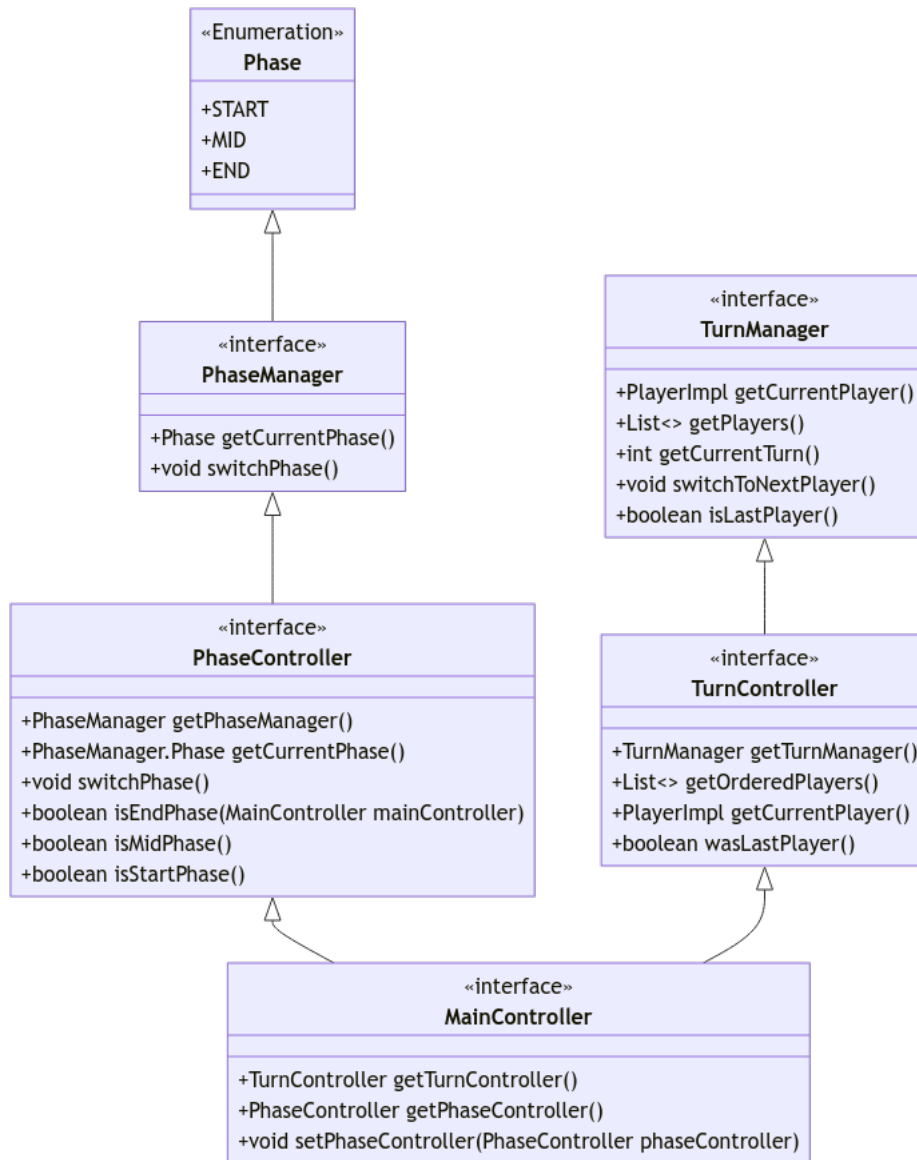 «Enumeration»
Phase
+START
+MID
+END
«interface»
PhaseManager
+Phase getCurrentPhase()
+void switchPhase()
«interface»
TurnManager
+PlayerImpl getCurrentPlayer()
+List<> getPlayers()
+int getCurrentTurn()
+void switchToNextPlayer()
+boolean isLastPlayer()
«interface»
PhaseController
+PhaseManager getPhaseManager()
+PhaseManager.Phase getCurrentPhase()
+void switchPhase()
+boolean isEndPhase(MainController mainController)
+boolean isMidPhase()
+boolean isStartPhase()
«interface»
TurnController
+TurnManager getTurnManager()
+List<> getOrderedPlayers()
+PlayerImpl getCurrentPlayer()
+boolean wasLastPlayer()
«interface»
MainController
+TurnController getTurnController()
+PhaseController getPhaseController()
+void setPhaseController(PhaseController phaseController)